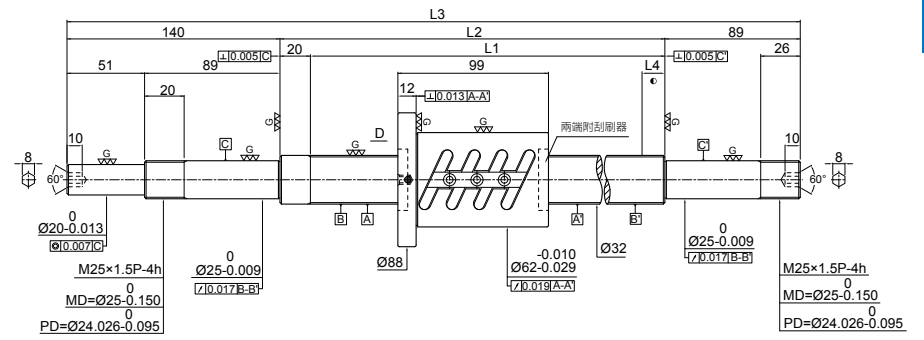 L3
140 L2 89
⊥ 0.005 C 20 L1 ⊥ 0.005 C' 26
51 89 99 L4
20 12 ⊥ 0.013 A-A'
G G G 兩端附刮刷器 G
10 G C G G D C' G 10
8 60° 60° 8
B A A' B'
0
Ø20-0.013
◎ 0.007 C
0
Ø25-0.009
↗ 0.017 B-B'
Ø88
-0.010
Ø62-0.029
↗ 0.019 A-A'
Ø32
0
Ø25-0.009
↗ 0.017 B-B'
M25×1.5P-4h
0
MD=Ø25-0.150
0
PD=Ø24.026-0.095
M25×1.5P-4h
0
MD=Ø25-0.150
0
PD=Ø24.026-0.095